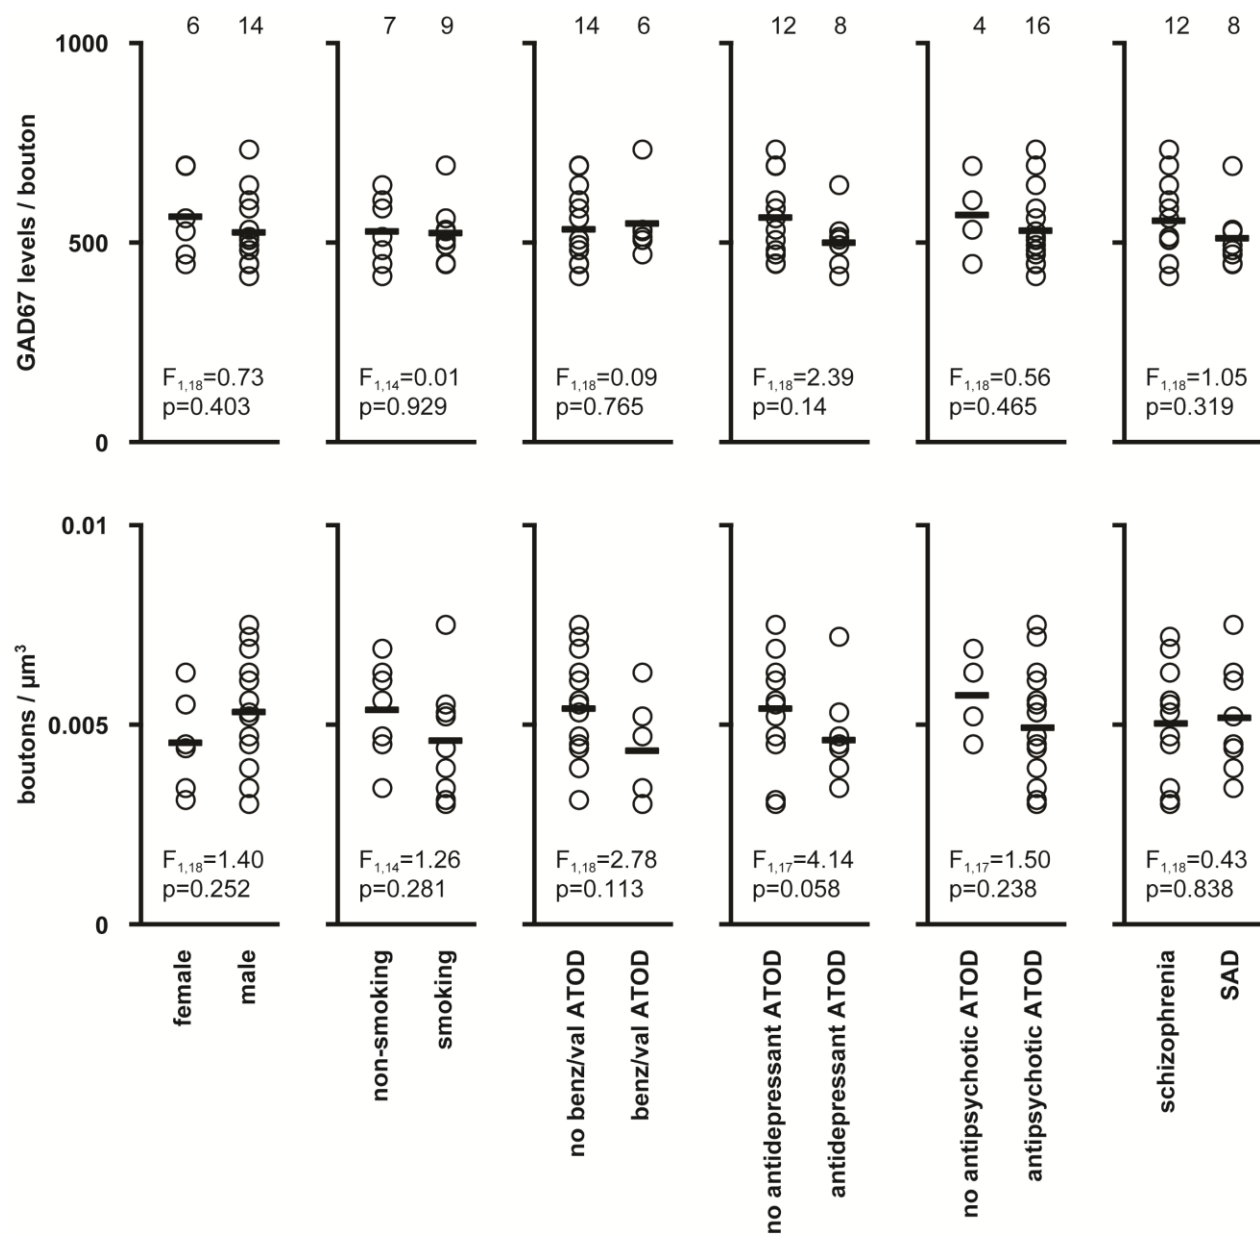 6 14 7 9 14 6 12 8 4 16 12 8
1000
500
0
GAD67 levels / bouton
F1,18=0.73
p=0.403
F1,14=0.01
p=0.929
F1,18=0.09
p=0.765
F1,18=2.39
p=0.14
F1,18=0.56
p=0.465
F1,18=1.05
p=0.319
0.01
0.005
0
boutons / µm³
F1,18=1.40
p=0.252
F1,14=1.26
p=0.281
F1,18=2.78
p=0.113
F1,17=4.14
p=0.058
F1,17=1.50
p=0.238
F1,18=0.43
p=0.838
female
male
non-smoking
smoking
no benz/val ATOD
benz/val ATOD
no antidepressant ATOD
antidepressant ATOD
no antipsychotic ATOD
antipsychotic ATOD
schizophrenia
SAD